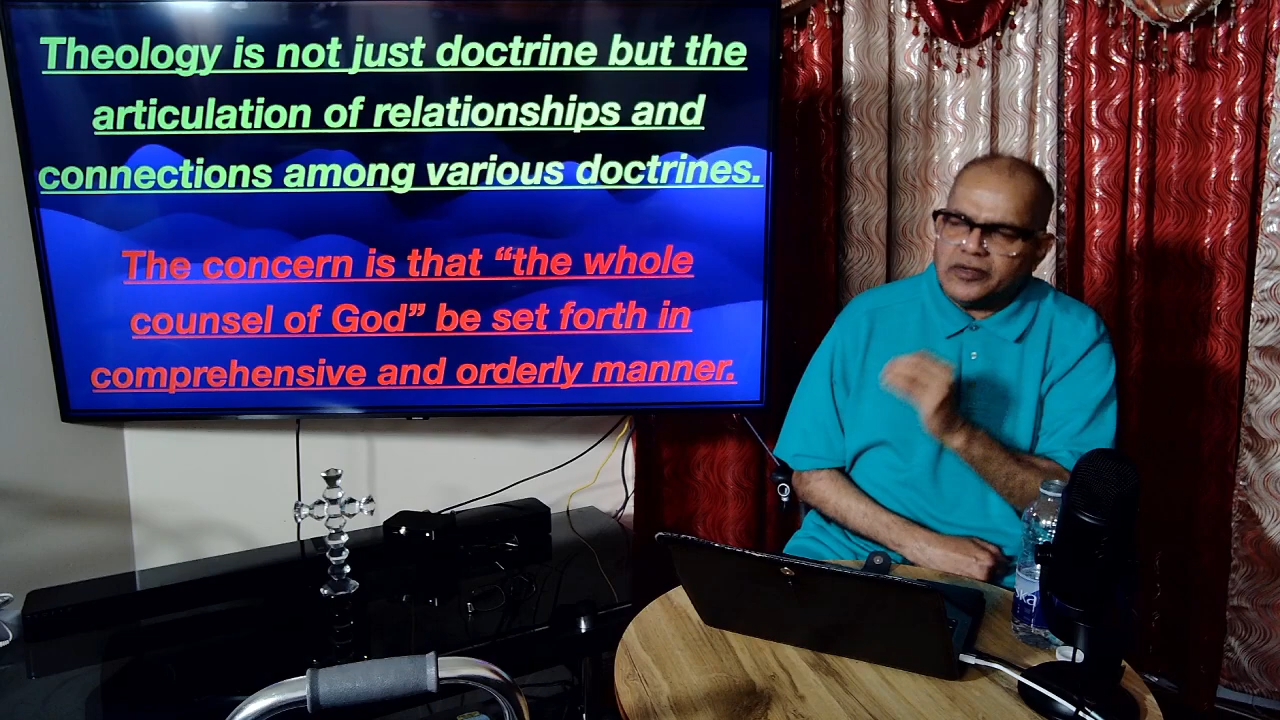 Theology is not just doctrine but the
articulation of relationships and
connections among various doctrines.
The concern is that “the whole
counsel of God” be set forth in
comprehensive and orderly manner.